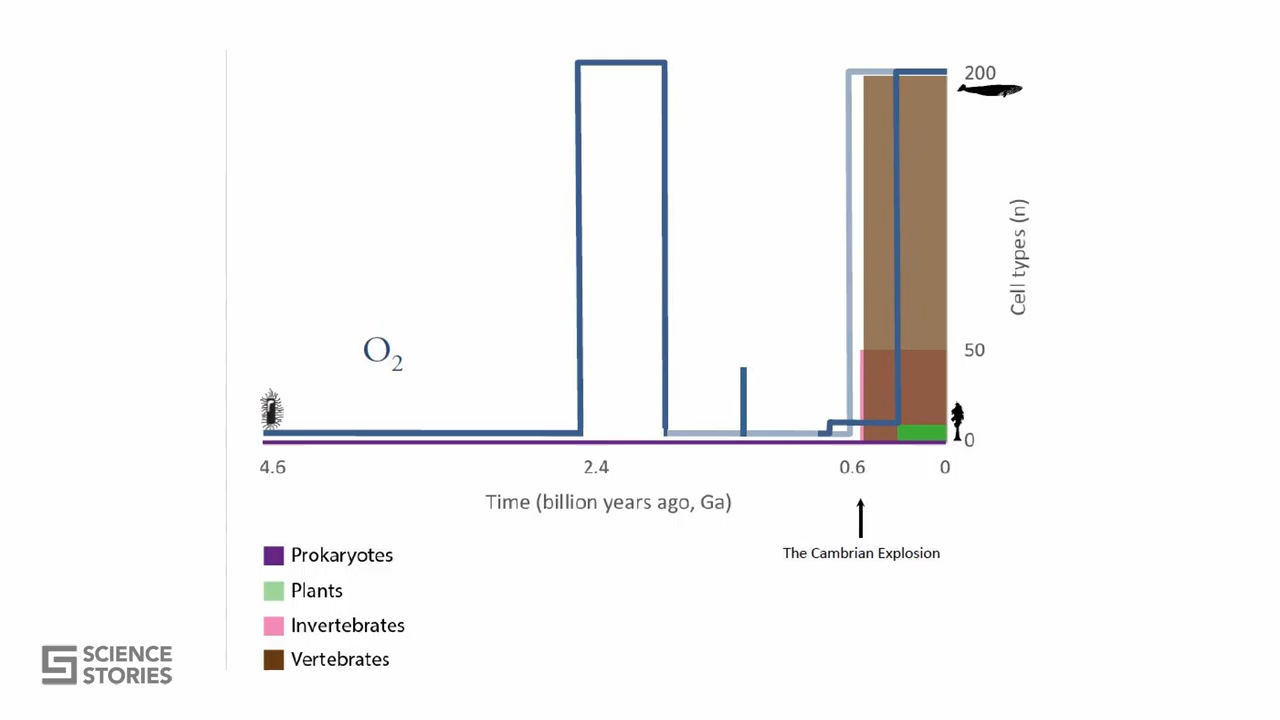 200
Cell types (n)
O2
50
0
4.6
2.4
0.6
0
Time (billion years ago, Ga)
The Cambrian Explosion
Prokaryotes
Plants
Invertebrates
Vertebrates
SCIENCE
STORIES